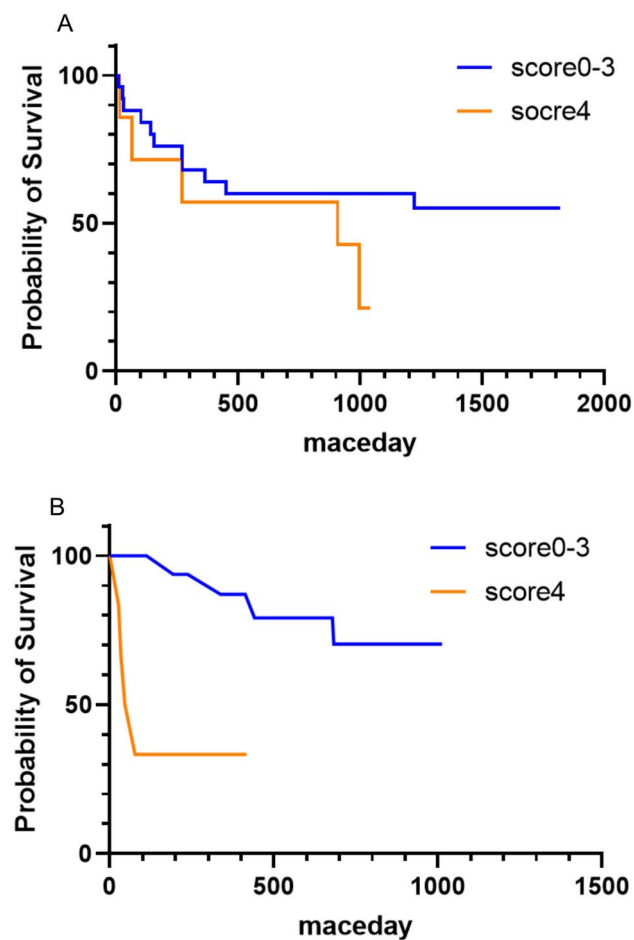 A
score0-3
socre4
Probability of Survival
100
50
0
0 500 1000 1500 2000
maceday
B
score0-3
score4
Probability of Survival
100
50
0
0 500 1000 1500
maceday